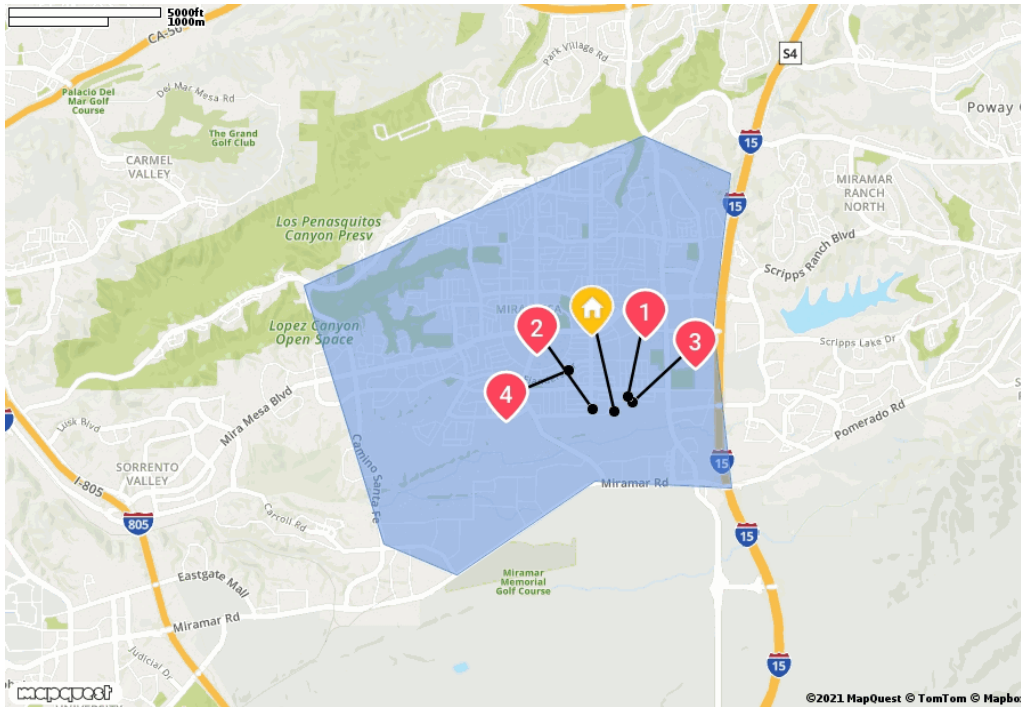 5000ft
1000m
CA-56
Park Village Rd
S4
Palacio Del
Mar Golf
Course
Del Mar Mesa Rd
Poway
The Grand
Golf Club
15
CARMEL
VALLEY
MIRAMAR
RANCH
NORTH
15
Los Penasquitos
Canyon Presv
Scripps Ranch Blvd
Lopez Canyon
Open Space
1
2
3
Scripps Lake Dr
4
Mira Mesa Blvd
Lusk Blvd
Pomerado Rd
Camino Santa Fe
SORRENTO
VALLEY
15
I-805
Miramar Rd
Carroll Rd
805
15
Eastgate Mall
Miramar
Memorial
Golf Course
Miramar Rd
Judicial Dr
15
mapquest
©2021 MapQuest © TomTom © Mapbo
UNIVERSITY